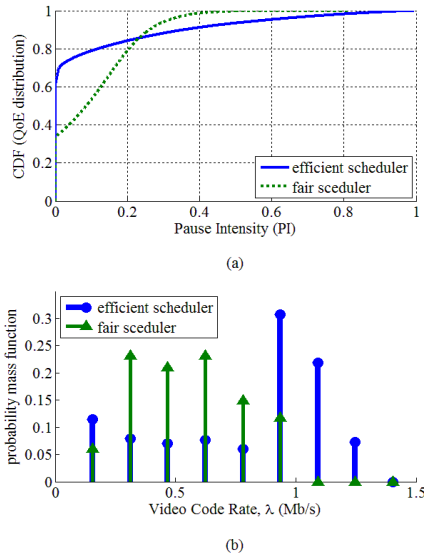 1
0.8
0.6
0.4
0.2
0
0 0.2 0.4 0.6 0.8 1
CDF (QoE distribution)
Pause Intensity (PI)
efficient scheduler
fair sceduler
(a)
0.3
0.25
0.2
0.15
0.1
0.05
0
0 0.5 1 1.5
probability mass function
Video Code Rate, λ (Mb/s)
efficient scheduler
fair sceduler
(b)